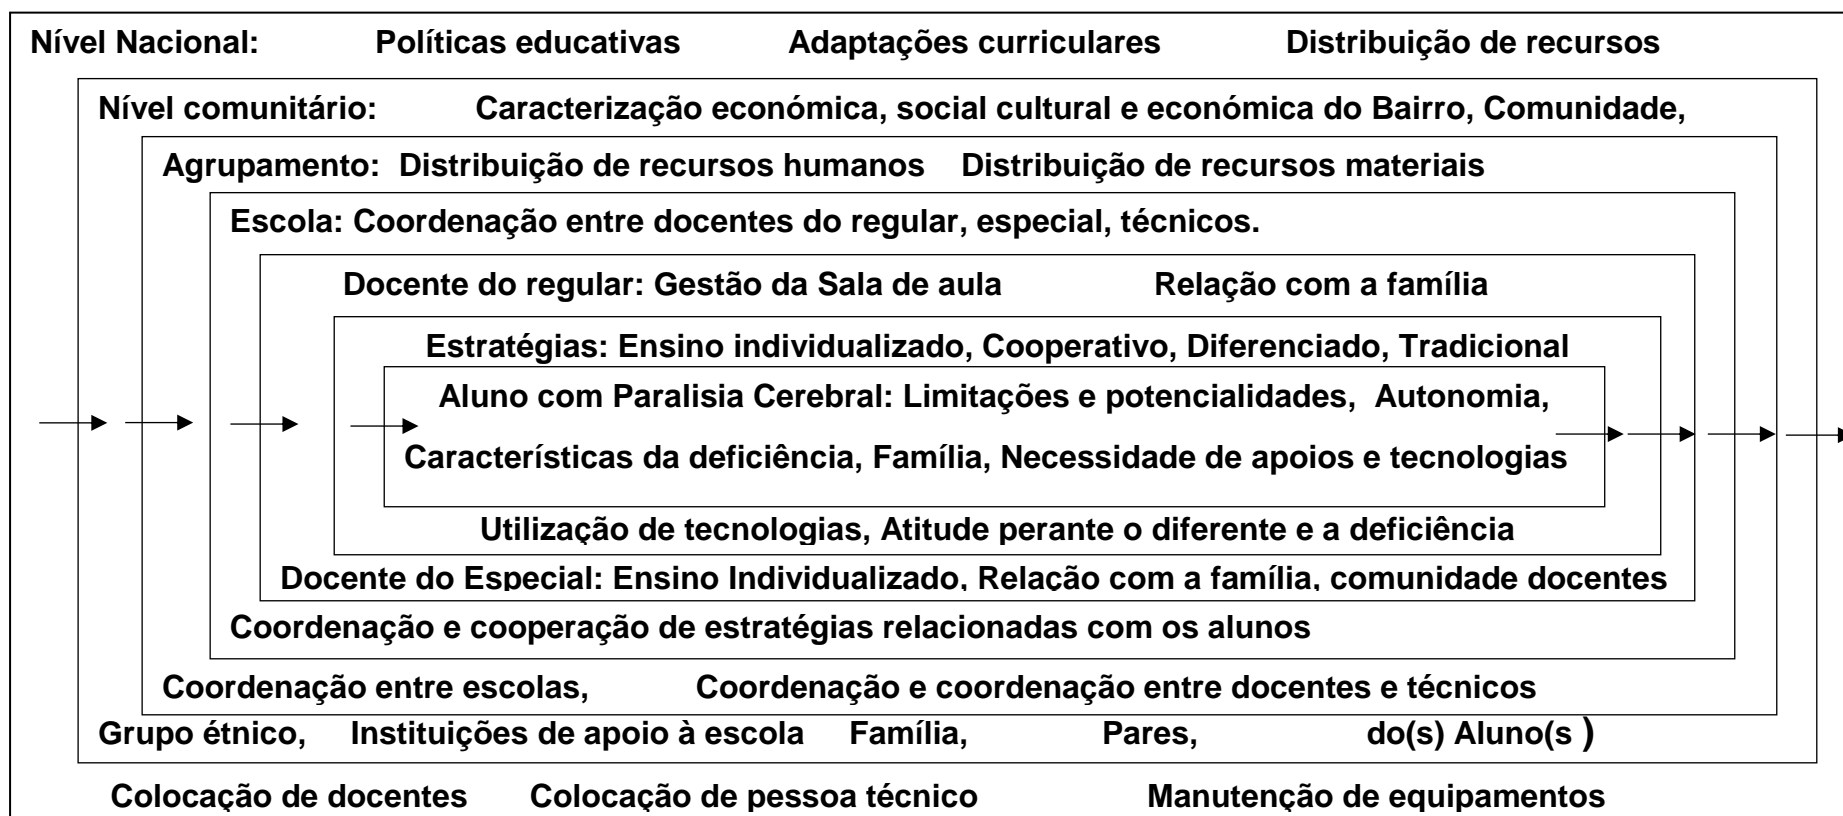 Nível Nacional: Políticas educativas Adaptações curriculares Distribuição de recursos
Nível comunitário: Caracterização económica, social cultural e económica do Bairro, Comunidade,
Agrupamento: Distribuição de recursos humanos Distribuição de recursos materiais
Escola: Coordenação entre docentes do regular, especial, técnicos.
Docente do regular: Gestão da Sala de aula Relação com a família
Estratégias: Ensino individualizado, Cooperativo, Diferenciado, Tradicional
Aluno com Paralisia Cerebral: Limitações e potencialidades, Autonomia,
Características da deficiência, Família, Necessidade de apoios e tecnologias
Utilização de tecnologias, Atitude perante o diferente e a deficiência
Docente do Especial: Ensino Individualizado, Relação com a família, comunidade docentes
Coordenação e cooperação de estratégias relacionadas com os alunos
Coordenação entre escolas, Coordenação e coordenação entre docentes e técnicos
Grupo étnico, Instituições de apoio à escola Família, Pares, do(s) Aluno(s )
Colocação de docentes Colocação de pessoa técnico Manutenção de equipamentos